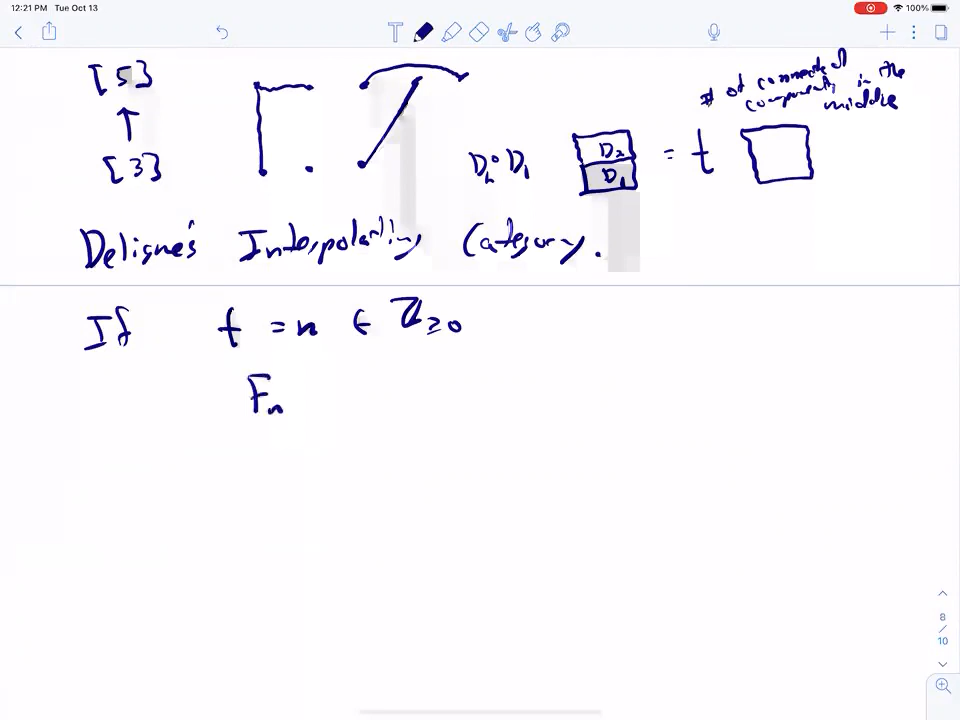 12:21 PM Tue Oct 13
100%
[5]
↑
[3]
D₂ ∘ D₁
D₂
D₁
= t
# of connected components in the middle
Deligne's Interpolating Category.
If t = n ∈ ℤ≥0
Fₙ
8
/
10